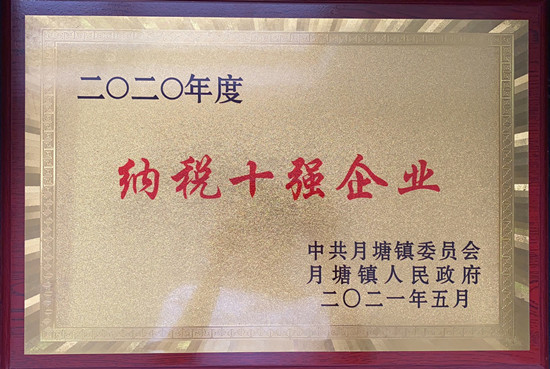 二〇二〇年度
纳税十强企业
中共月塘镇委员会
月塘镇人民政府
二〇二一年五月